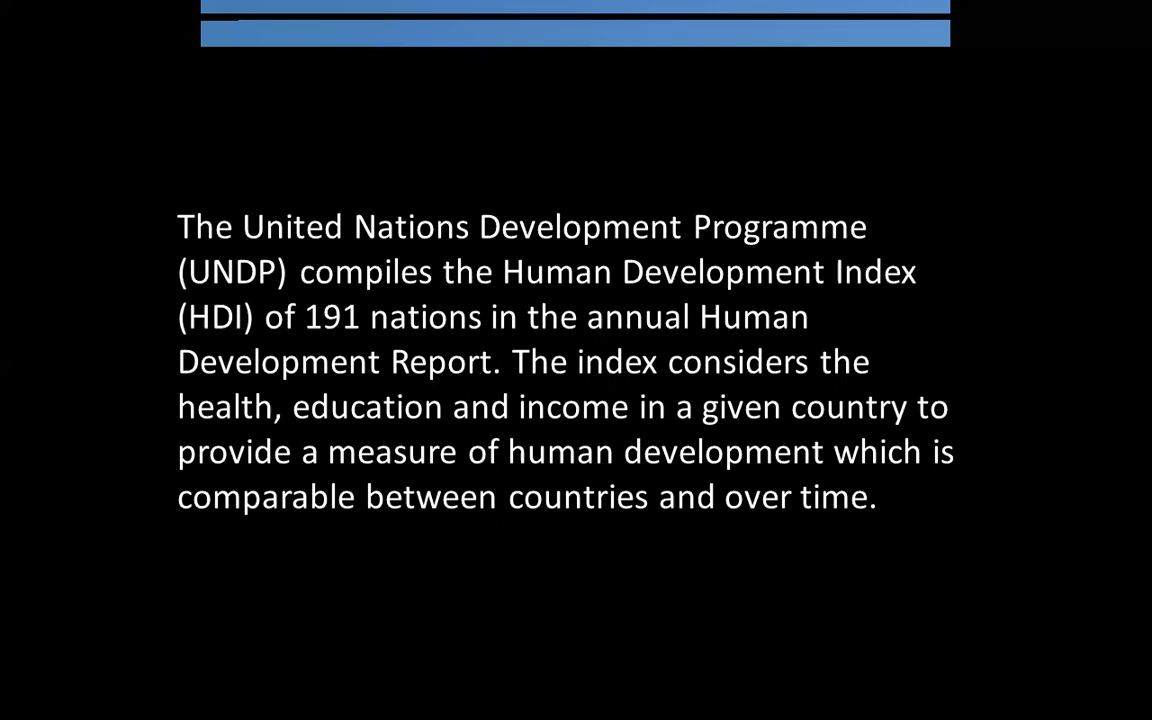 The United Nations Development Programme
(UNDP) compiles the Human Development Index
(HDI) of 191 nations in the annual Human
Development Report. The index considers the
health, education and income in a given country to
provide a measure of human development which is
comparable between countries and over time.